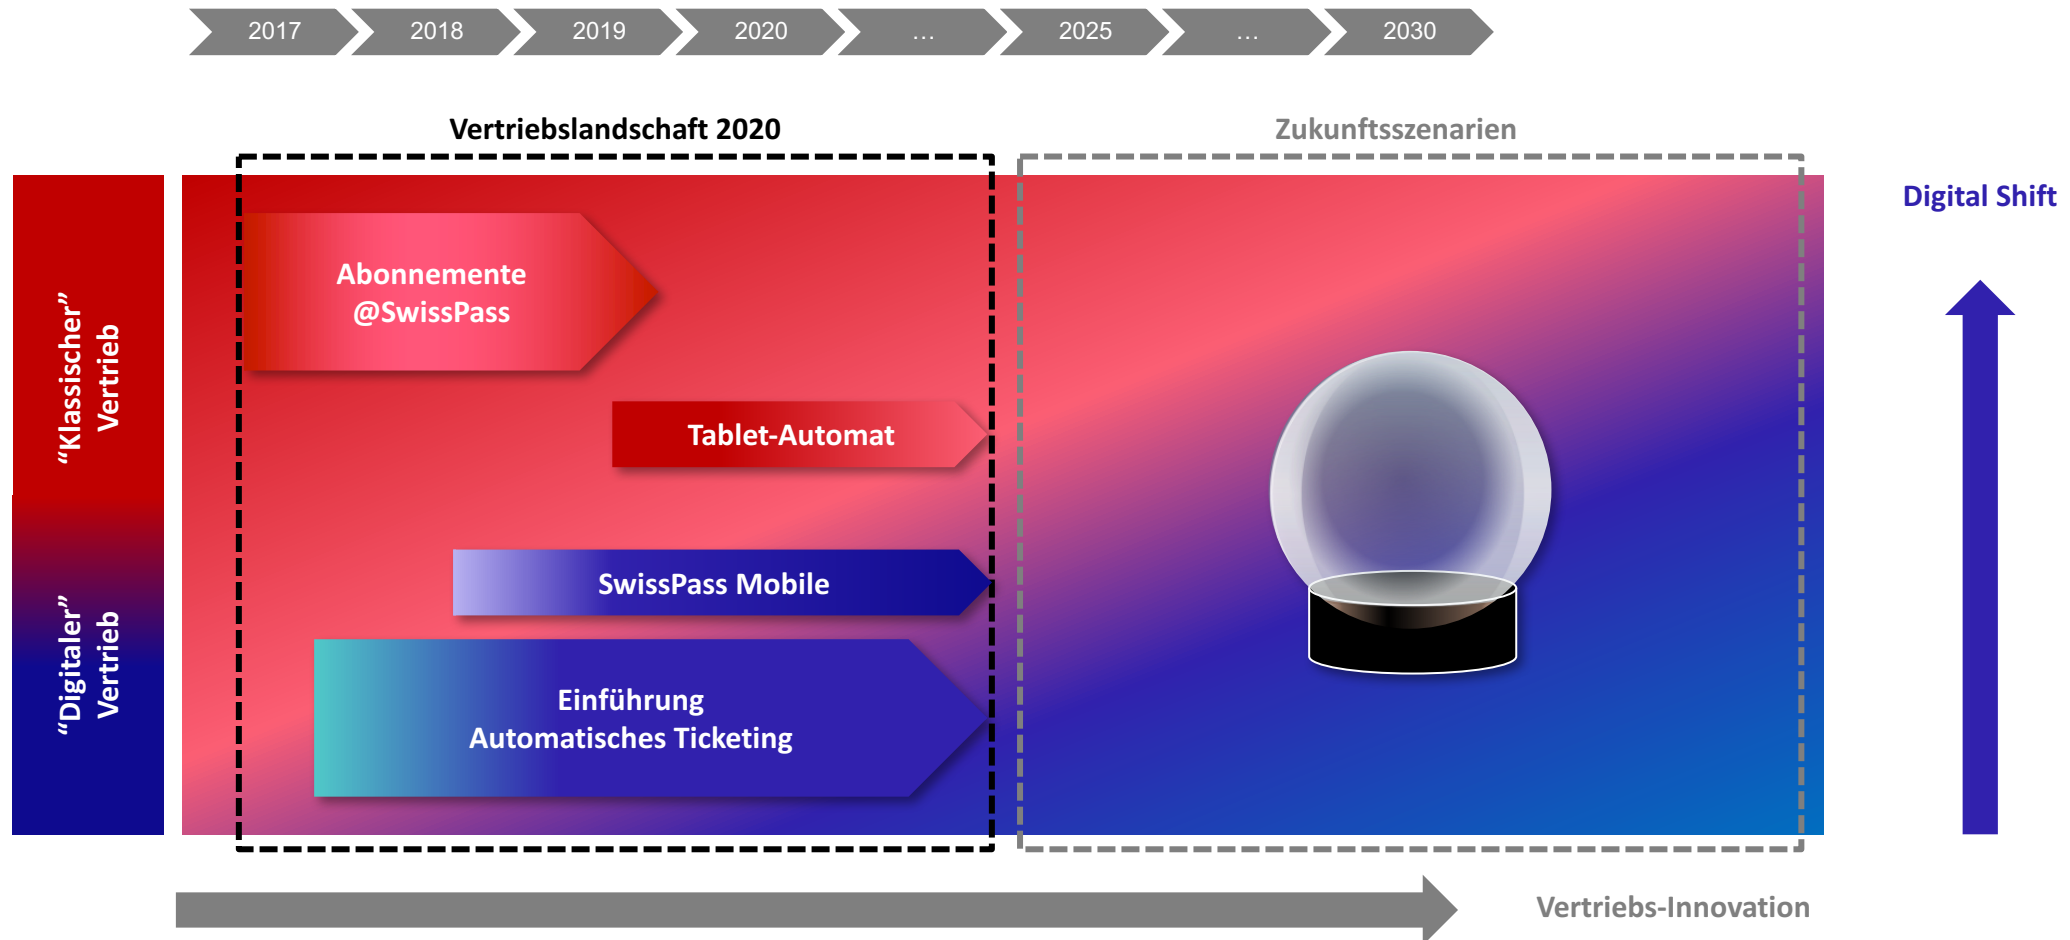 2017
2018
2019
2020
...
2025
...
2030
Vertriebslandschaft 2020
Zukunftsszenarien
Digital Shift
“Klassischer”
Vertrieb
Abonnemente
@SwissPass
Tablet-Automat
“Digitaler”
Vertrieb
SwissPass Mobile
Einführung
Automatisches Ticketing
Vertriebs-Innovation